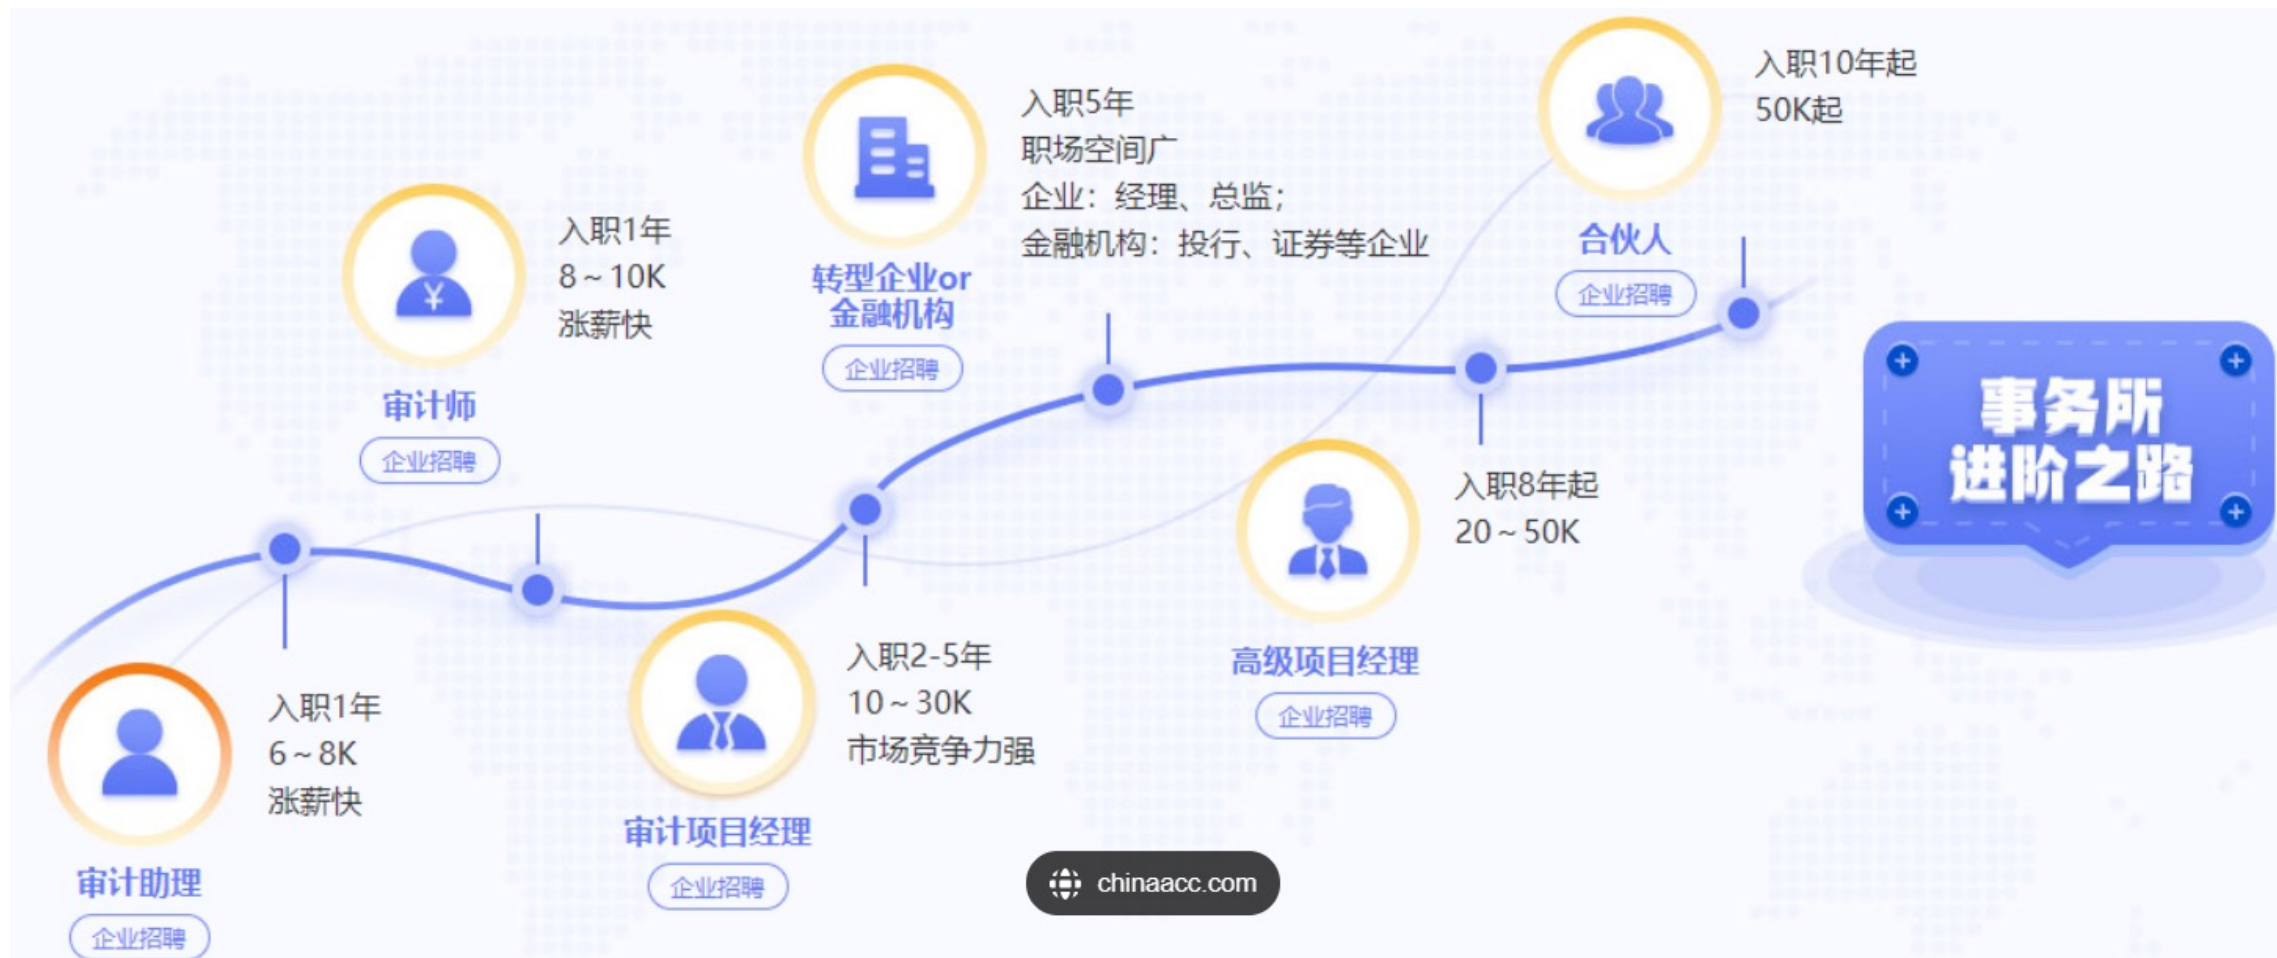 审计助理
企业招聘
入职1年
6～8K
涨薪快
审计师
企业招聘
入职1年
8～10K
涨薪快
审计项目经理
企业招聘
入职2-5年
10～30K
市场竞争力强
转型企业or
金融机构
企业招聘
入职5年
职场空间广
企业：经理、总监；
金融机构：投行、证券等企业
高级项目经理
企业招聘
入职8年起
20～50K
合伙人
企业招聘
入职10年起
50K起
事务所
进阶之路
chinaacc.com